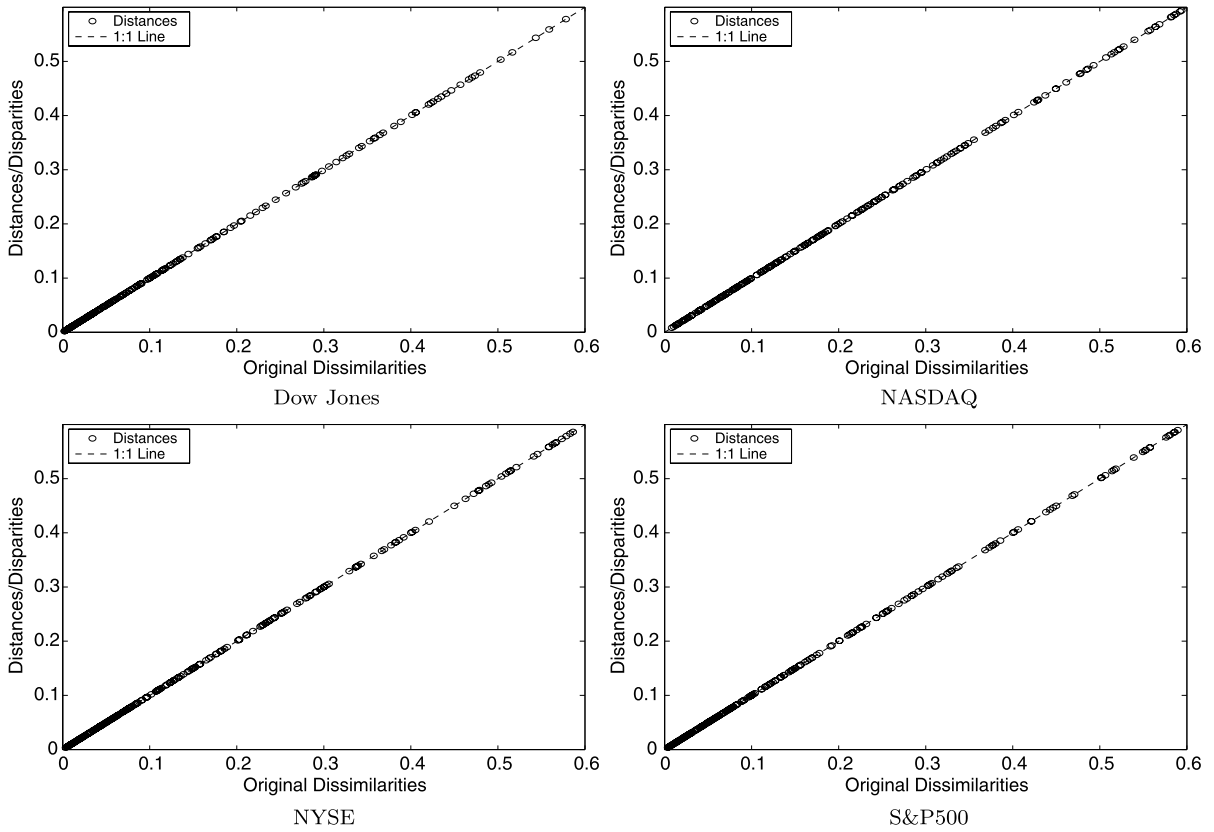 Distances
1:1 Line
Distances/Disparities
0.5
0.4
0.3
0.2
0.1
0
0 0.1 0.2 0.3 0.4 0.5 0.6
Original Dissimilarities
Dow Jones
Distances
1:1 Line
Distances/Disparities
0.5
0.4
0.3
0.2
0.1
0
0 0.1 0.2 0.3 0.4 0.5 0.6
Original Dissimilarities
NASDAQ
Distances
1:1 Line
Distances/Disparities
0.5
0.4
0.3
0.2
0.1
0
0 0.1 0.2 0.3 0.4 0.5 0.6
Original Dissimilarities
NYSE
Distances
1:1 Line
Distances/Disparities
0.5
0.4
0.3
0.2
0.1
0
0 0.1 0.2 0.3 0.4 0.5 0.6
Original Dissimilarities
S&P500